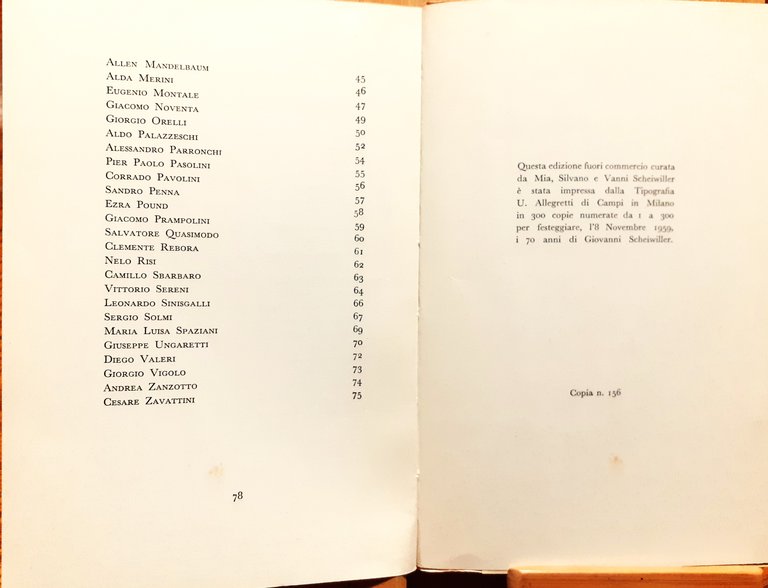 Allen Mandelbaum 45
Alda Merini 46
Eugenio Montale 47
Giacomo Noventa 49
Giorgio Orelli 50
Aldo Palazzeschi 52
Alessandro Parronchi 54
Pier Paolo Pasolini 55
Corrado Pavolini 56
Sandro Penna 57
Ezra Pound 58
Giacomo Prampolini 59
Salvatore Quasimodo 60
Clemente Rebora 61
Nelo Risi 62
Camillo Sbarbaro 63
Vittorio Sereni 64
Leonardo Sinisgalli 66
Sergio Solmi 67
Maria Luisa Spaziani 69
Giuseppe Ungaretti 70
Diego Valeri 72
Giorgio Vigolo 73
Andrea Zanzotto 74
Cesare Zavattini 75
78
Questa edizione fuori commercio curata
da Mia, Silvano e Vanni Scheiwiller
è stata impressa dalla Tipografia
U. Allegretti di Campi in Milano
in 300 copie numerate da 1 a 300
per festeggiare, l'8 Novembre 1959,
i 70 anni di Giovanni Scheiwiller.
Copia n. 156